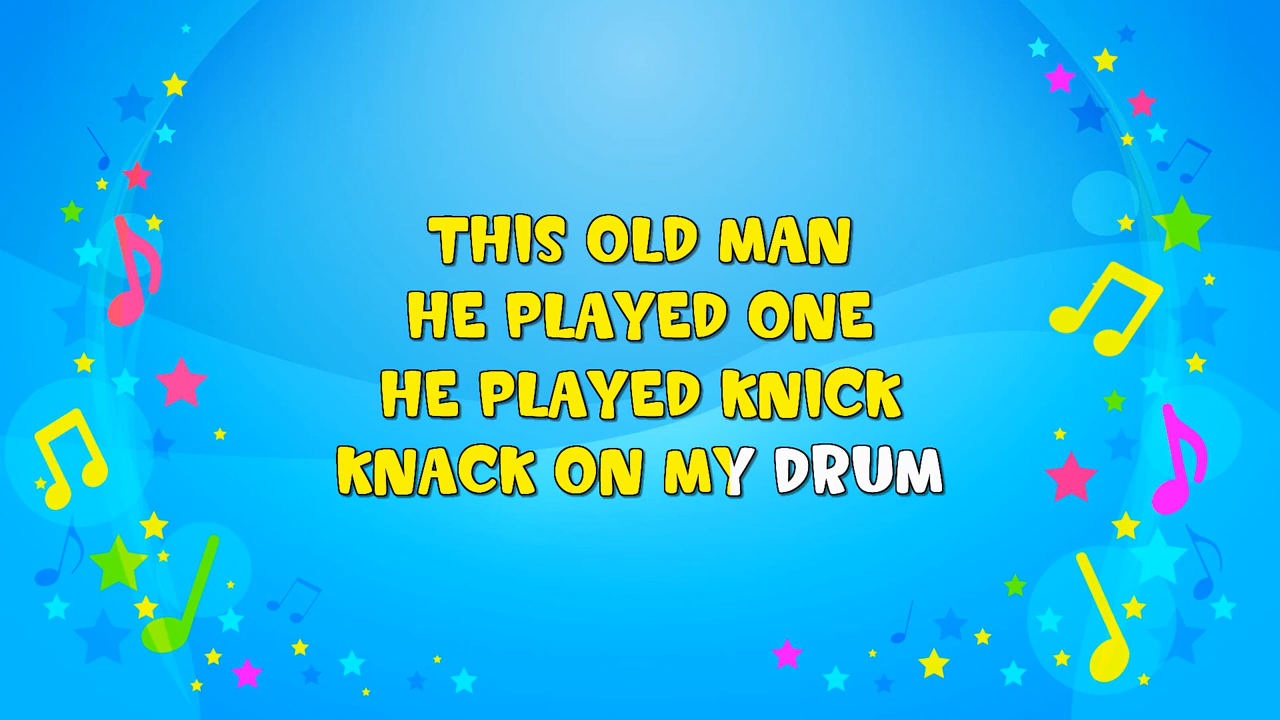 THIS OLD MAN
HE PLAYED ONE
HE PLAYED KNICK
KNACK ON MY DRUM